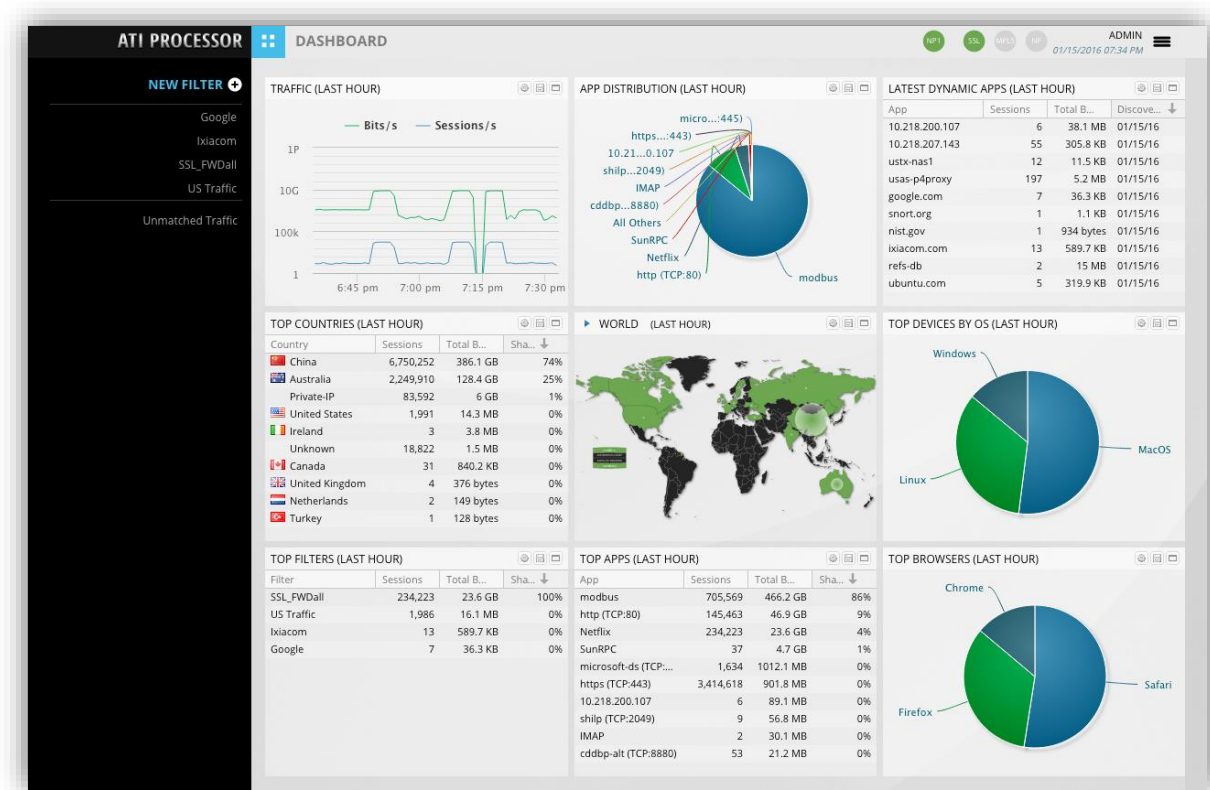 ATI PROCESSOR
DASHBOARD
NP1 SSL MPLS NF
ADMIN
01/15/2016 07:34 PM
NEW FILTER
Google
Ixiacom
SSL_FWDall
US Traffic
Unmatched Traffic
TRAFFIC (LAST HOUR)
Bits/s Sessions/s
1P
10G
100k
1
6:45 pm 7:00 pm 7:15 pm 7:30 pm
APP DISTRIBUTION (LAST HOUR)
micro...:445)
https...:443)
10.21...0.107
shilp...2049)
IMAP
cddbp...8880)
All Others
SunRPC
Netflix
http (TCP:80)
modbus
LATEST DYNAMIC APPS (LAST HOUR)
App Sessions Total B... Discove...
10.218.200.107 6 38.1 MB 01/15/16
10.218.207.143 55 305.8 KB 01/15/16
ustx-nas1 12 11.5 KB 01/15/16
usas-p4proxy 197 5.2 MB 01/15/16
google.com 7 36.3 KB 01/15/16
snort.org 1 1.1 KB 01/15/16
nist.gov 1 934 bytes 01/15/16
ixiacom.com 13 589.7 KB 01/15/16
refs-db 2 15 MB 01/15/16
ubuntu.com 5 319.9 KB 01/15/16
TOP COUNTRIES (LAST HOUR)
Country Sessions Total B... Sha...
China 6,750,252 386.1 GB 74%
Australia 2,249,910 128.4 GB 25%
Private-IP 83,592 6 GB 1%
United States 1,991 14.3 MB 0%
Ireland 3 3.8 MB 0%
Unknown 18,822 1.5 MB 0%
Canada 31 840.2 KB 0%
United Kingdom 4 376 bytes 0%
Netherlands 2 149 bytes 0%
Turkey 1 128 bytes 0%
WORLD (LAST HOUR)
TOP DEVICES BY OS (LAST HOUR)
Windows
MacOS
Linux
TOP FILTERS (LAST HOUR)
Filter Sessions Total B... Sha...
SSL_FWDall 234,223 23.6 GB 100%
US Traffic 1,986 16.1 MB 0%
Ixiacom 13 589.7 KB 0%
Google 7 36.3 KB 0%
TOP APPS (LAST HOUR)
App Sessions Total B... Sha...
modbus 705,569 466.2 GB 86%
http (TCP:80) 145,463 46.9 GB 9%
Netflix 234,223 23.6 GB 4%
SunRPC 37 4.7 GB 1%
microsoft-ds (TCP:... 1,634 1012.1 MB 0%
https (TCP:443) 3,414,618 901.8 MB 0%
10.218.200.107 6 89.1 MB 0%
shilp (TCP:2049) 9 56.8 MB 0%
IMAP 2 30.1 MB 0%
cddbp-alt (TCP:8880) 53 21.2 MB 0%
TOP BROWSERS (LAST HOUR)
Chrome
Safari
Firefox